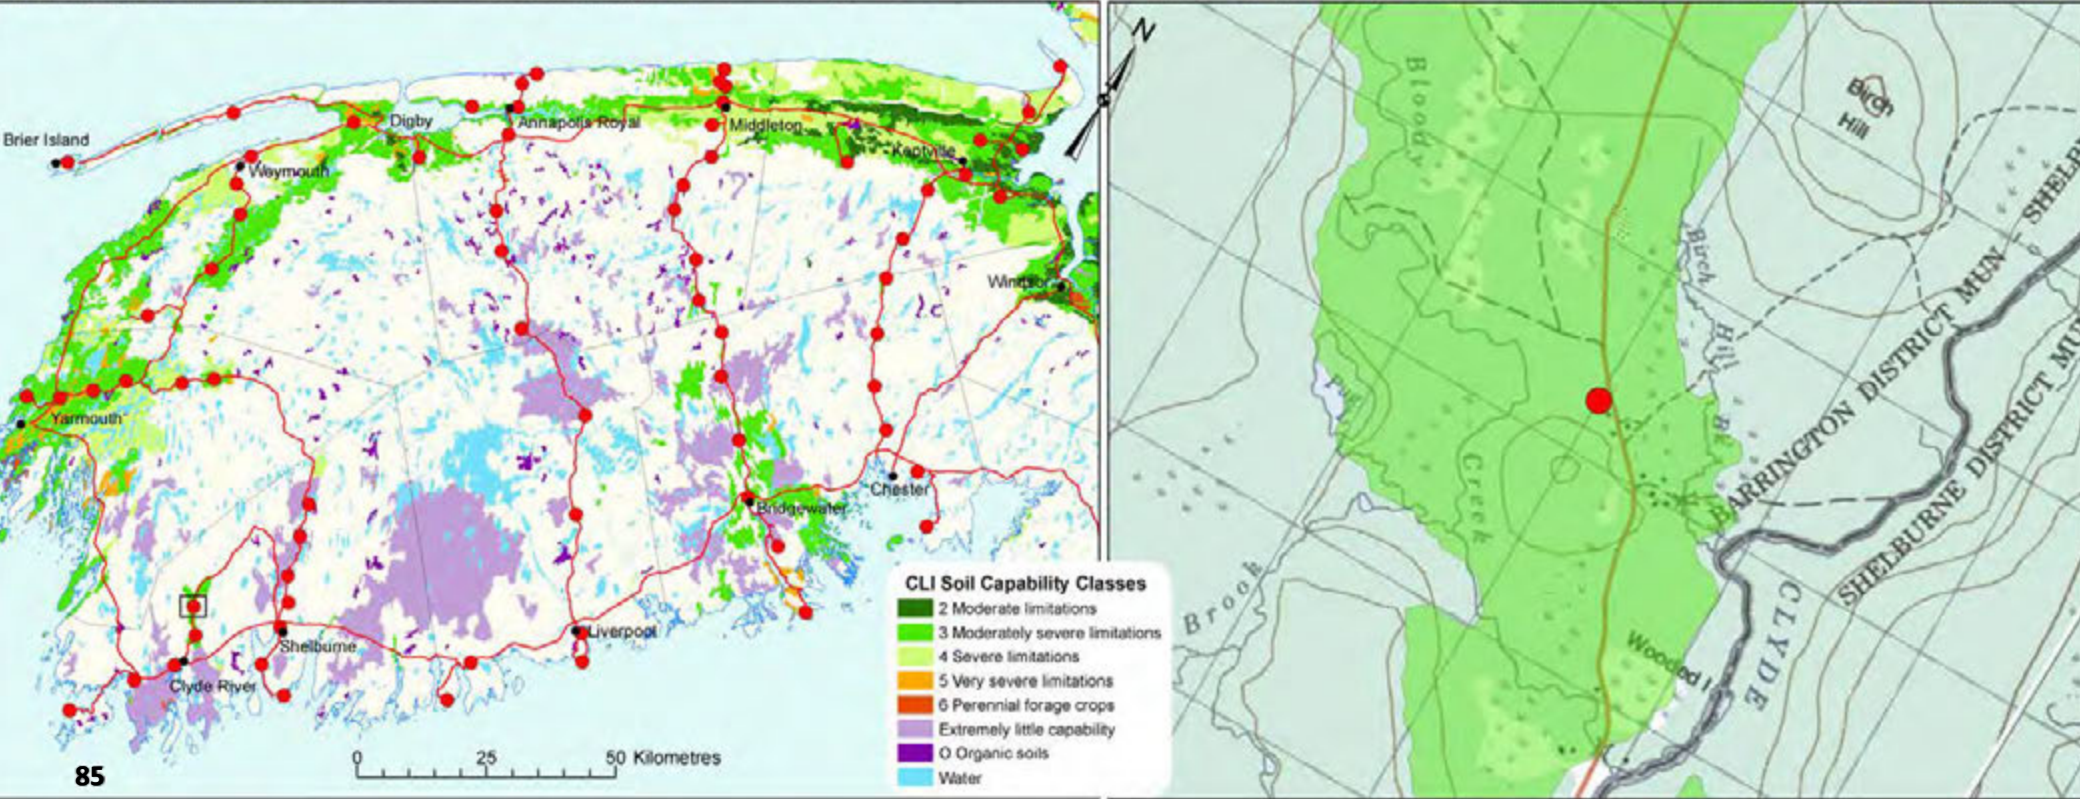 Brier Island
Digby
Annapolis Royal
Middleton
Kentville
Weymouth
Windsor
Yarmouth
Chester
Bridgewater
Liverpool
Shelburne
Clyde River
0 25 50 Kilometres
85
CLI Soil Capability Classes
2 Moderate limitations
3 Moderately severe limitations
4 Severe limitations
5 Very severe limitations
6 Perennial forage crops
Extremely little capability
O Organic soils
Water
N
Bloody
Creek
Birch
Hill
Birch
Hill
Br
BARRINGTON DISTRICT MUN - SHELB
SHELBURNE DISTRICT MU
Brook
CLYDE
Wooded I